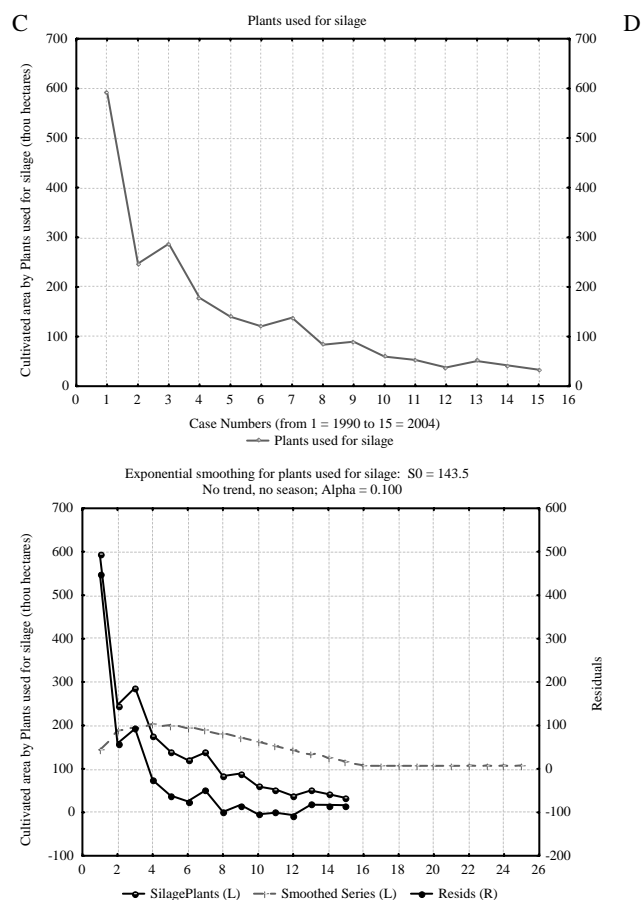 C
Plants used for silage
D
Cultivated area by Plants used for silage (thou hectares)
700 700
600 600
500 500
400 400
300 300
200 200
100 100
0 0
0 1 2 3 4 5 6 7 8 9 10 11 12 13 14 15 16
Case Numbers (from 1 = 1990 to 15 = 2004)
Plants used for silage
Exponential smoothing for plants used for silage: S0 = 143.5
No trend, no season; Alpha = 0.100
Cultivated area by Plants used for silage (thou hectares)
700 600
600 500
500 400
400 300
300 200
200 100
100 0
0 -100
-100 -200
Residuals
0 2 4 6 8 10 12 14 16 18 20 22 24 26
SilagePlants (L) Smoothed Series (L) Resids (R)